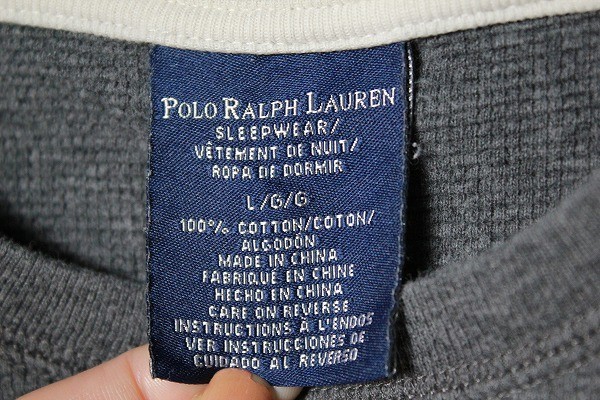 POLO RALPH LAUREN
SLEEPWEAR/
VÊTEMENT DE NUIT/
ROPA DE DORMIR
L/G/G
100% COTTON/COTON/
ALGODÓN
MADE IN CHINA
FABRIQUÉ EN CHINE
HECHO EN CHINA
CARE ON REVERSE
INSTRUCTIONS À L'ENDOS
VER INSTRUCCIONES DE
CUIDADO AL REVERSO